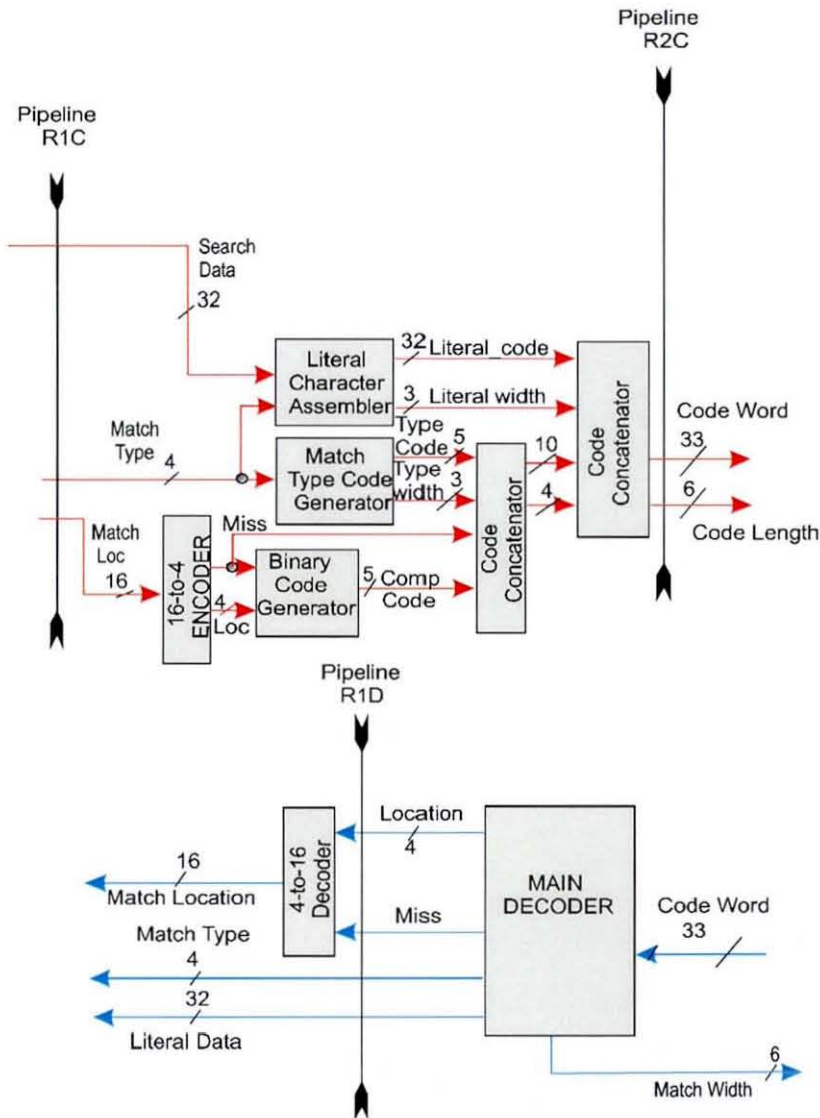 Pipeline
R2C
Pipeline
R1C
Search
Data
32
Literal
Character
Assembler
32
Literal_code
3
Literal width
Code
Concatenator
Code Word
33
6
Code Length
Match
Type
4
Match
Type Code
Generator
Type
Code
5
Type
width
3
Code
Concatenator
10
4
Match
Loc
16
16-to-4
ENCODER
Miss
4
Loc
Binary
Code
Generator
5
Comp
Code
Pipeline
R1D
Location
4
4-to-16
Decoder
16
Match Location
Miss
MAIN
DECODER
Code Word
33
Match Type
4
32
Literal Data
6
Match Width